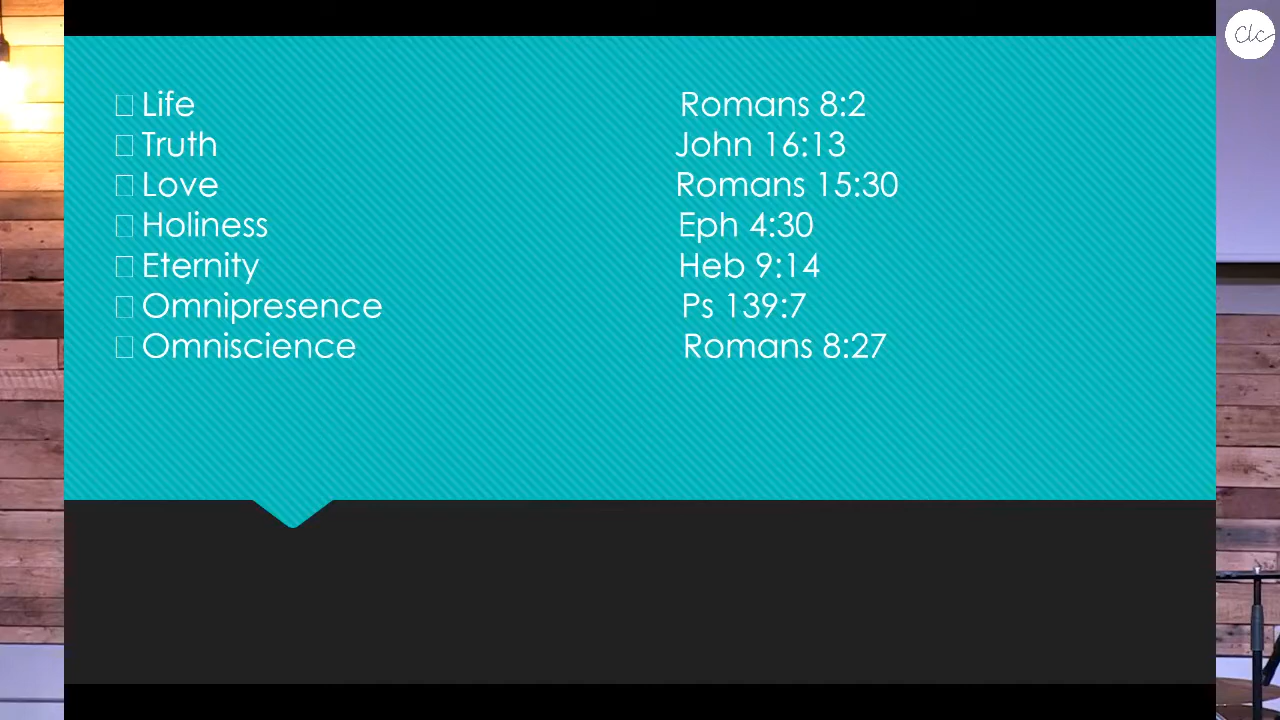 Life Romans 8:2
Truth John 16:13
Love Romans 15:30
Holiness Eph 4:30
Eternity Heb 9:14
Omnipresence Ps 139:7
Omniscience Romans 8:27
clc